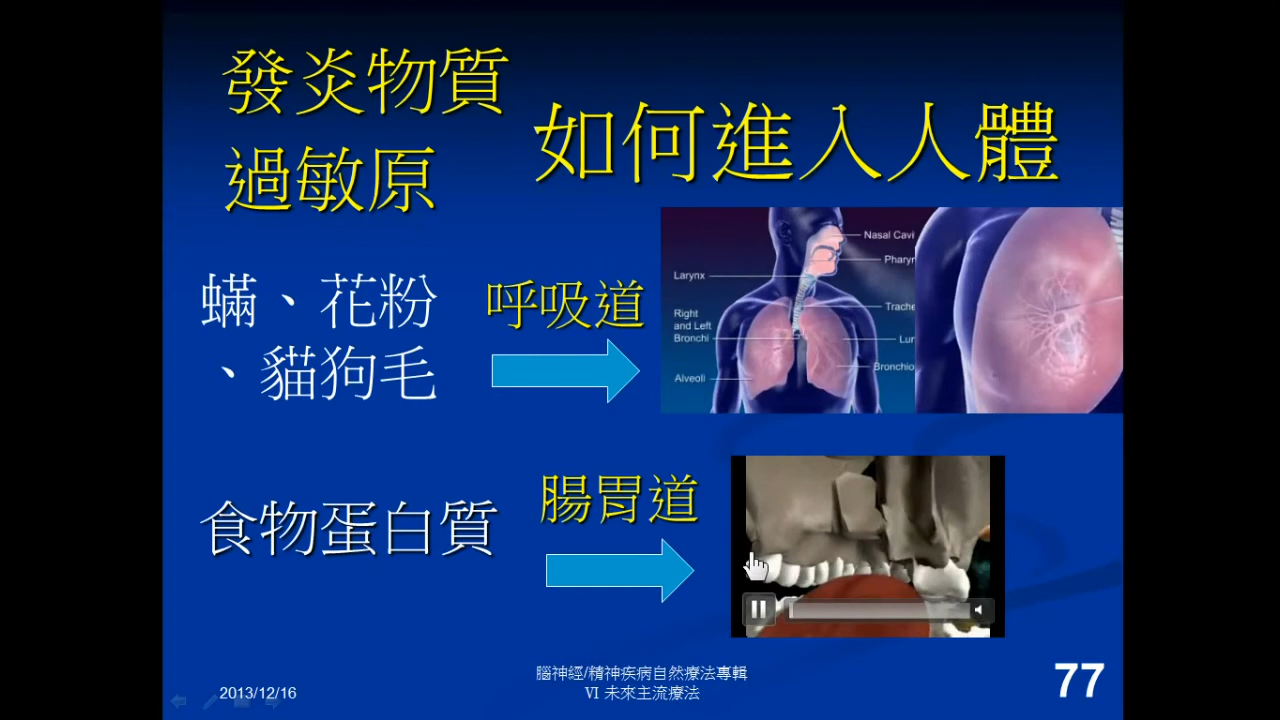 發炎物質
過敏原
如何進入人體
蟎、花粉
、貓狗毛
呼吸道
Nasal Cavi
Pharyn
Larynx
Trache
Right
and Left
Bronchi
Lur
Bronchio
Alveoli
食物蛋白質
腸胃道
2013/12/16
腦神經/精神疾病自然療法專輯
VI 未來主流療法
77